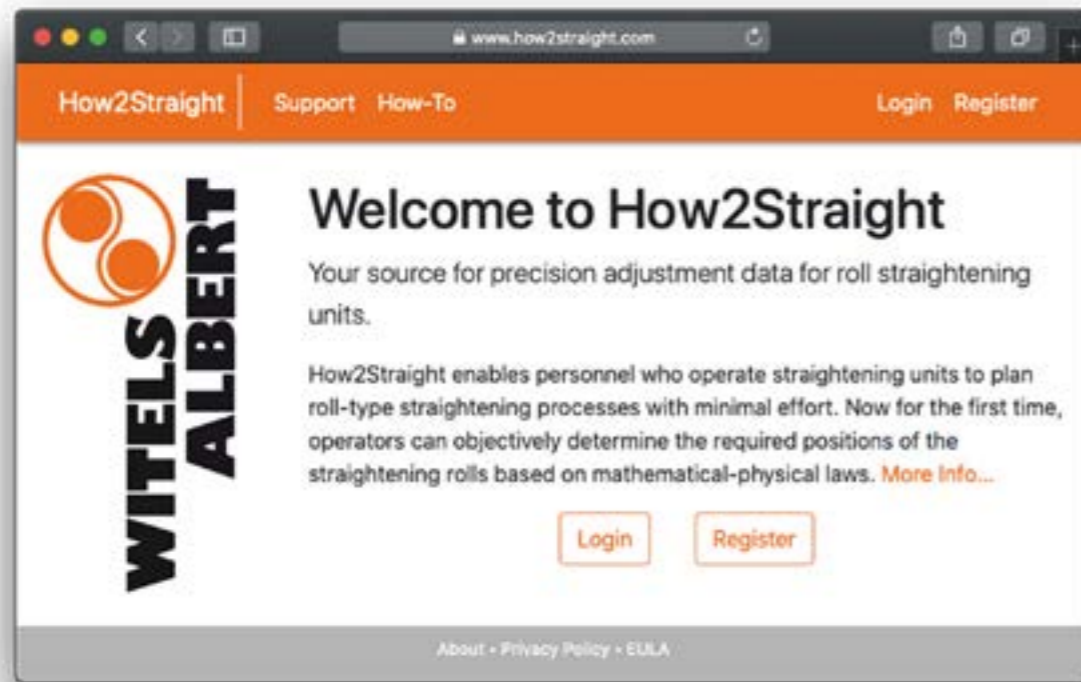 www.how2straight.com
How2Straight Support How-To Login Register
WITELS
ALBERT
Welcome to How2Straight
Your source for precision adjustment data for roll straightening
units.
How2Straight enables personnel who operate straightening units to plan
roll-type straightening processes with minimal effort. Now for the first time,
operators can objectively determine the required positions of the
straightening rolls based on mathematical-physical laws. More Info...
Login Register
About • Privacy Policy • EULA